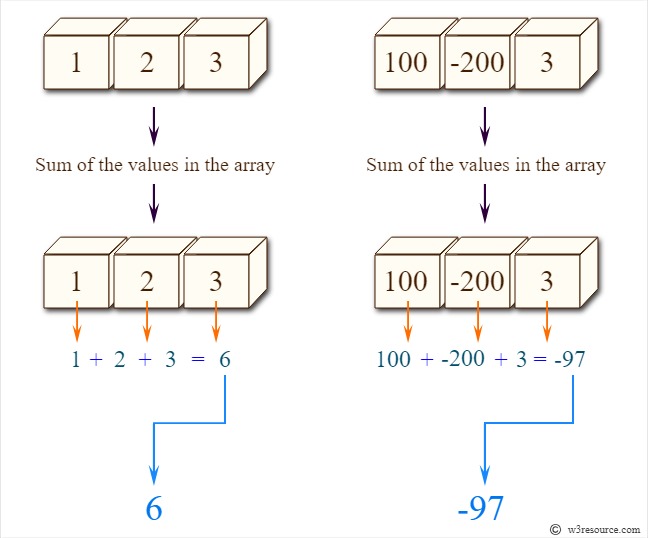 1 2 3
100 -200 3
Sum of the values in the array
Sum of the values in the array
1 2 3
100 -200 3
1 + 2 + 3 = 6
100 + -200 + 3 = -97
6
-97
© w3resource.com